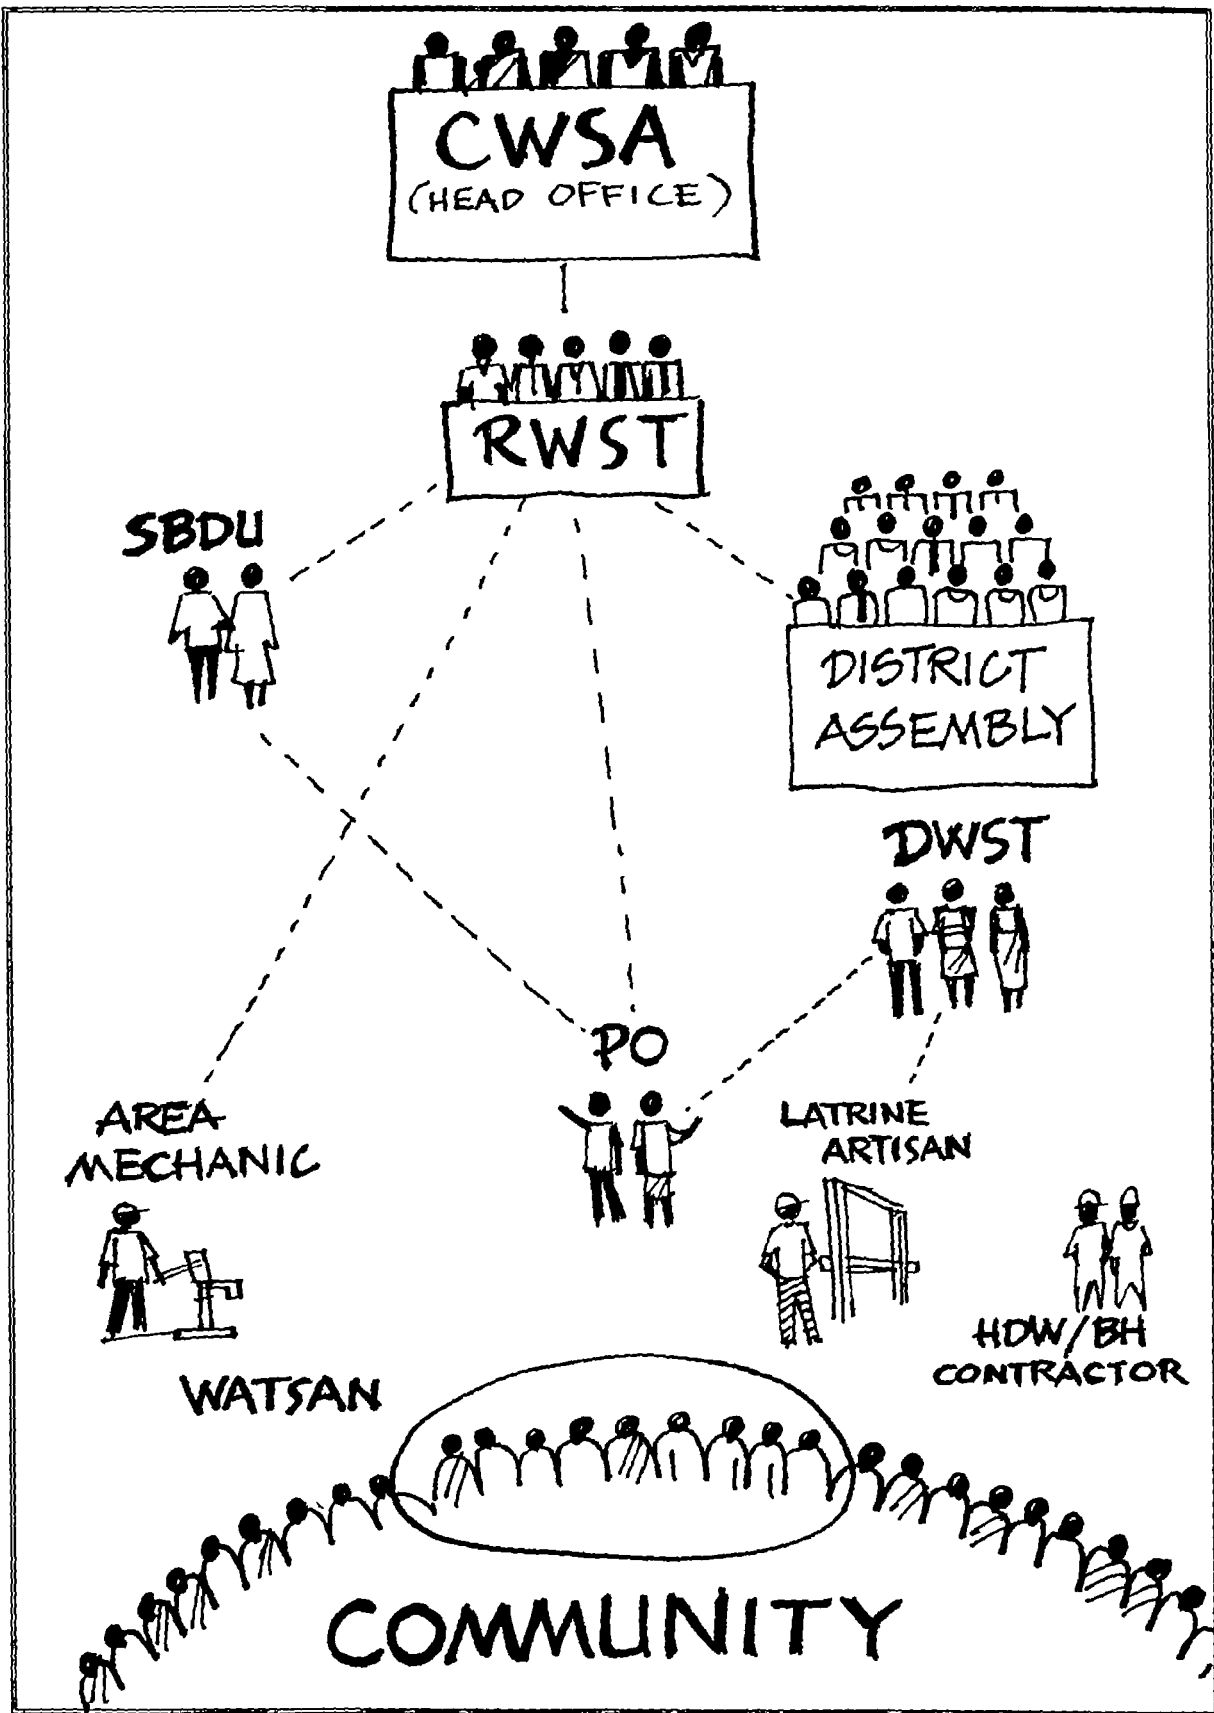 CWSA
(HEAD OFFICE)
RWST
SBDU
DISTRICT
ASSEMBLY
DWST
PO
AREA
MECHANIC
LATRINE
ARTISAN
HDW/BH
CONTRACTOR
WATSAN
COMMUNITY